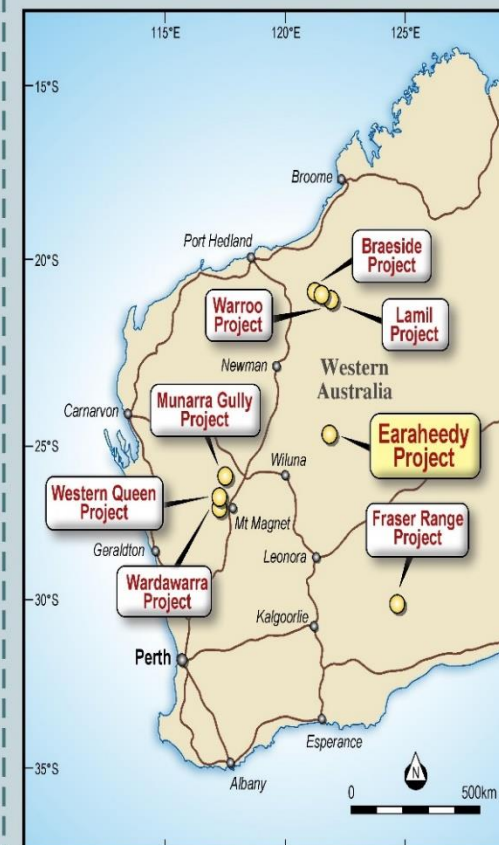 115°E
120°E
125°E
15°S
Broome
Port Hedland
20°S
Braeside
Project
Warroo
Project
Lamil
Project
Newman
Western
Australia
Munarra Gully
Project
Carnarvon
25°S
Earaheedy
Project
Western Queen
Project
Wiluna
Mt Magnet
Fraser Range
Project
Geraldton
Leonora
Wardawarra
Project
30°S
Kalgoorlie
Perth
Esperance
35°S
Albany
N
0
500km